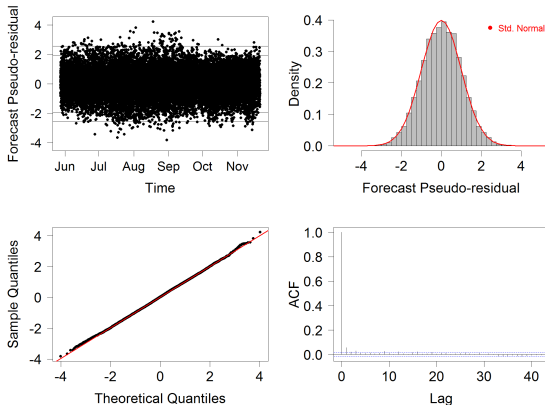 Forecast Pseudo-residual
4
2
0
-2
-4
Jun Jul Aug Sep Oct Nov
Time
Density
0.4
0.3
0.2
0.1
0.0
Std. Normal
-4 -2 0 2 4
Forecast Pseudo-residual
Sample Quantiles
4
2
0
-2
-4
-4 -2 0 2 4
Theoretical Quantiles
ACF
1.0
0.8
0.6
0.4
0.2
0.0
0 10 20 30 40
Lag